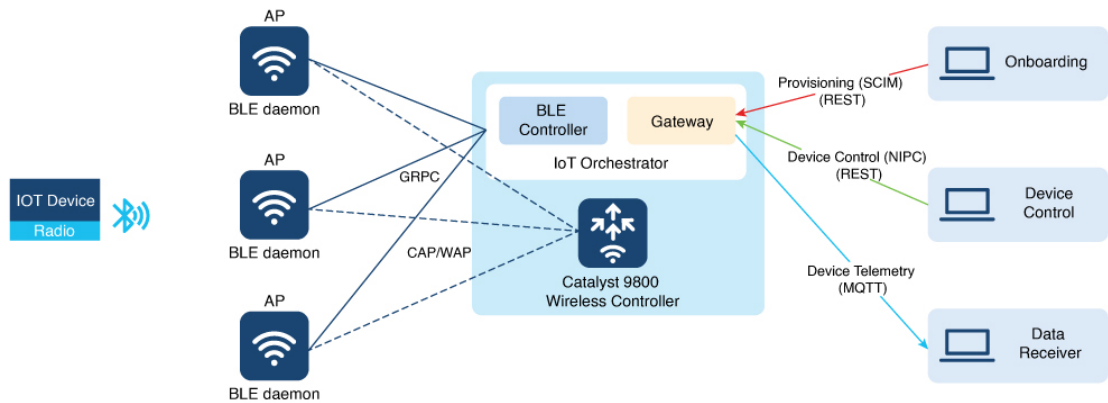 AP
BLE daemon
AP
BLE daemon
AP
BLE daemon
IOT Device
Radio
GRPC
CAP/WAP
BLE
Controller
Gateway
IoT Orchestrator
Catalyst 9800
Wireless Controller
Provisioning (SCIM)
(REST)
Device Control (NIPC)
(REST)
Device Telemetry
(MQTT)
Onboarding
Device
Control
Data
Receiver